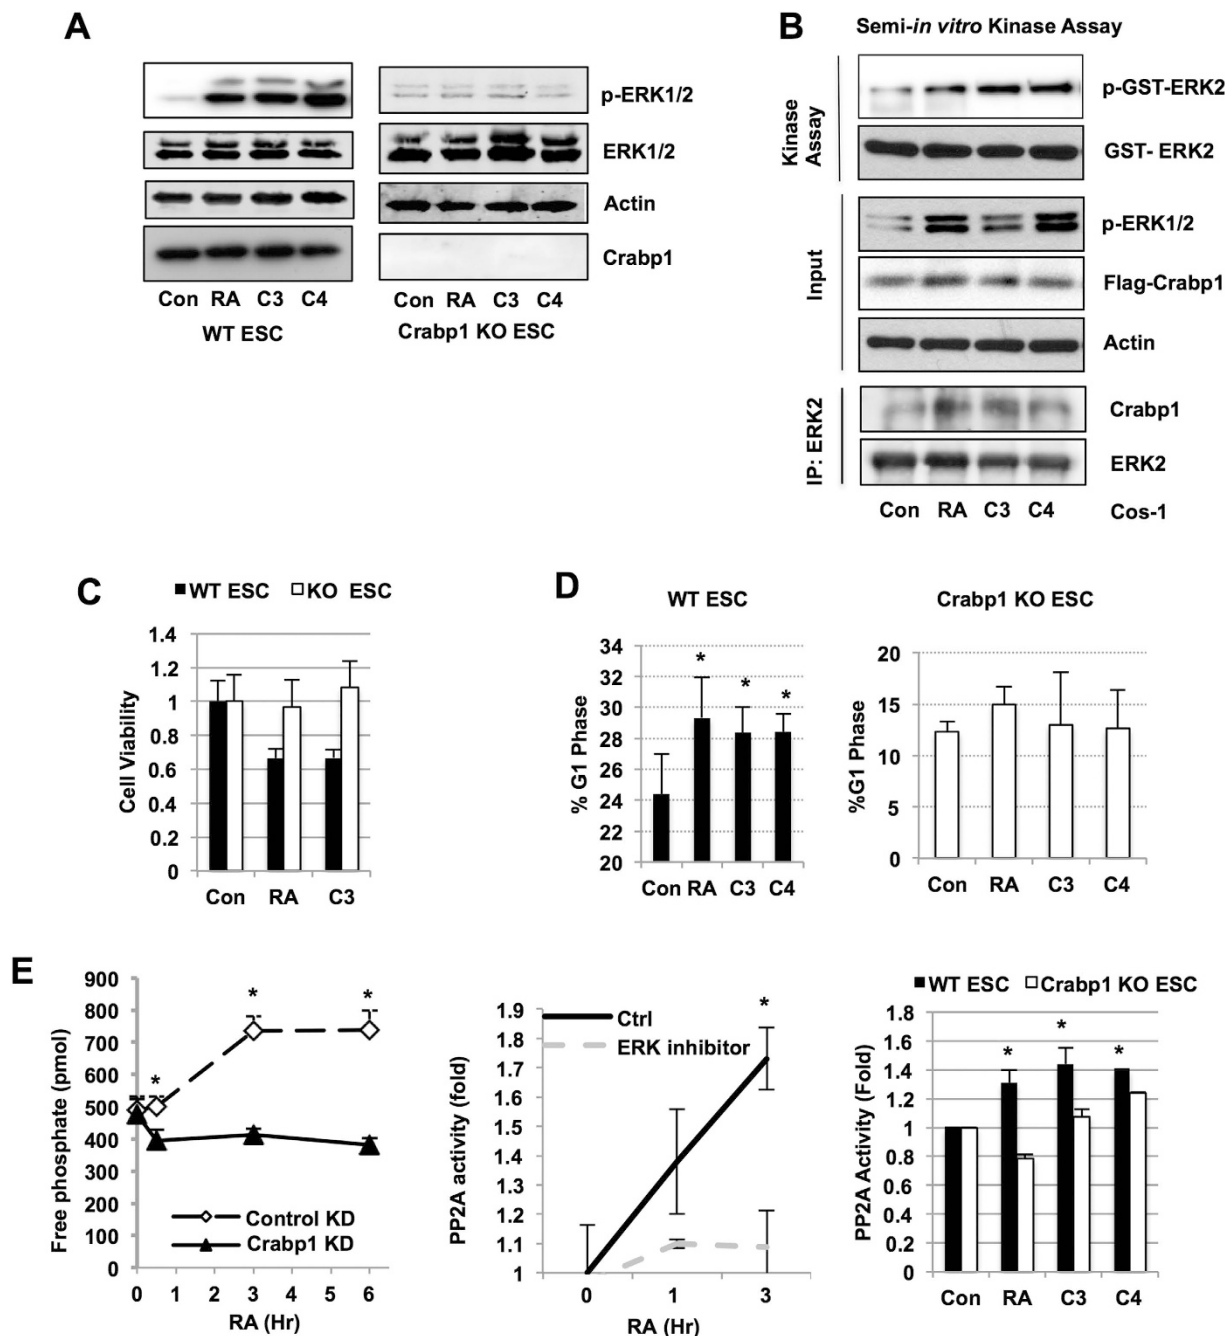 A
p-ERK1/2
ERK1/2
Actin
Crabp1
Con RA C3 C4
WT ESC
Con RA C3 C4
Crabp1 KO ESC
B
Semi-in vitro Kinase Assay
Kinase
Assay
p-GST-ERK2
GST- ERK2
Input
p-ERK1/2
Flag-Crabp1
Actin
IP: ERK2
Crabp1
ERK2
Con RA C3 C4 Cos-1
C
WT ESC KO ESC
Cell Viability
1.4
1.2
1
0.8
0.6
0.4
0.2
0
Con RA C3
D
WT ESC
% G1 Phase
34
32
30
28
26
24
22
20
* * *
Con RA C3 C4
Crabp1 KO ESC
%G1 Phase
20
15
10
5
0
Con RA C3 C4
E
Free phosphate (pmol)
900
800
700
600
500
400
300
200
100
0
* * *
Control KD
Crabp1 KD
0 1 2 3 4 5 6
RA (Hr)
PP2A activity (fold)
1.9
1.8
1.7
1.6
1.5
1.4
1.3
1.2
1.1
1
*
Ctrl
ERK inhibitor
0 1 3
RA (Hr)
WT ESC Crabp1 KO ESC
PP2A Activity (Fold)
1.8
1.6
1.4
1.2
1
0.8
0.6
0.4
0.2
0
* * *
Con RA C3 C4